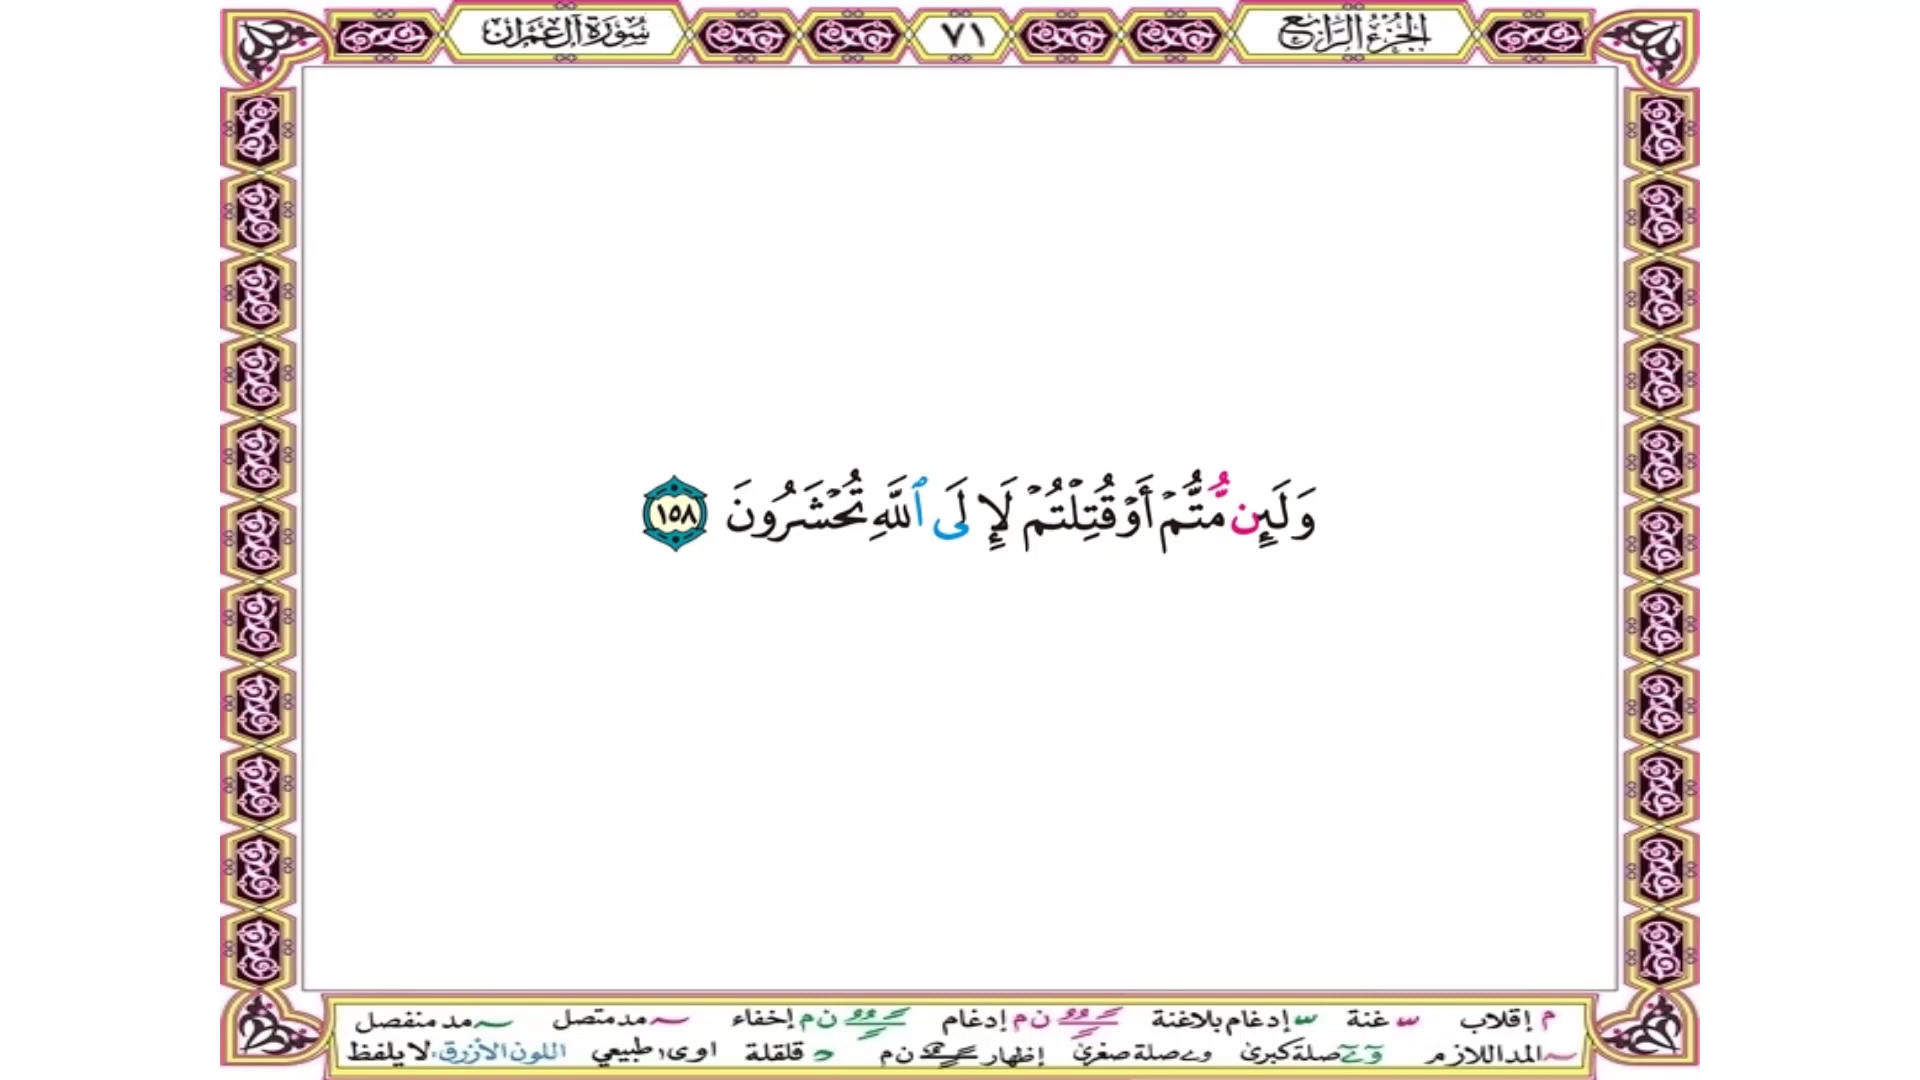 الجزء الرابع ٧١ سورة آل عمران
وَلَئِن مُّتُّمۡ أَوۡ قُتِلۡتُمۡ لَإِلَى ٱللَّهِ تُحۡشَرُونَ ١٥٨
م إقلاب س غنة س إدغام بلاغنة ن م إدغام ن م إخفاء مد متصل مد منفصل
المد اللازم صلة كبرى و ے صلة صغرى إظهار ن م د قلقلة ا و ى طبيعي اللون الأزرق: لا يلفظ